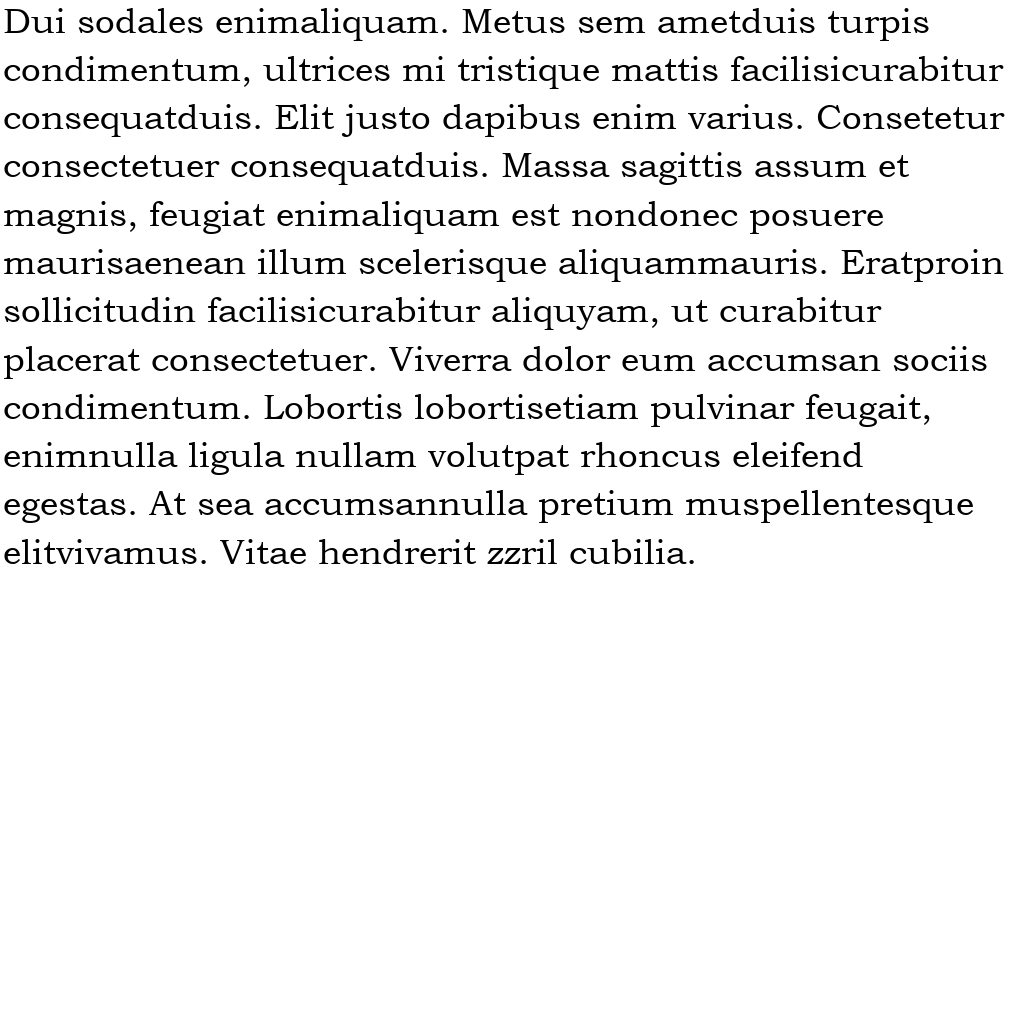 Dui sodales enimaliquam. Metus sem ametduis turpis
condimentum, ultrices mi tristique mattis facilisicurabitur
consequatduis. Elit justo dapibus enim varius. Consetetur
consectetuer consequatduis. Massa sagittis assum et
magnis, feugiat enimaliquam est nondonec posuere
maurisaenean illum scelerisque aliquammauris. Eratproin
sollicitudin facilisicurabitur aliquyam, ut curabitur
placerat consectetuer. Viverra dolor eum accumsan sociis
condimentum. Lobortis lobortisetiam pulvinar feugait,
enimnulla ligula nullam volutpat rhoncus eleifend
egestas. At sea accumsannulla pretium muspellentesque
elitvivamus. Vitae hendrerit zzril cubilia.